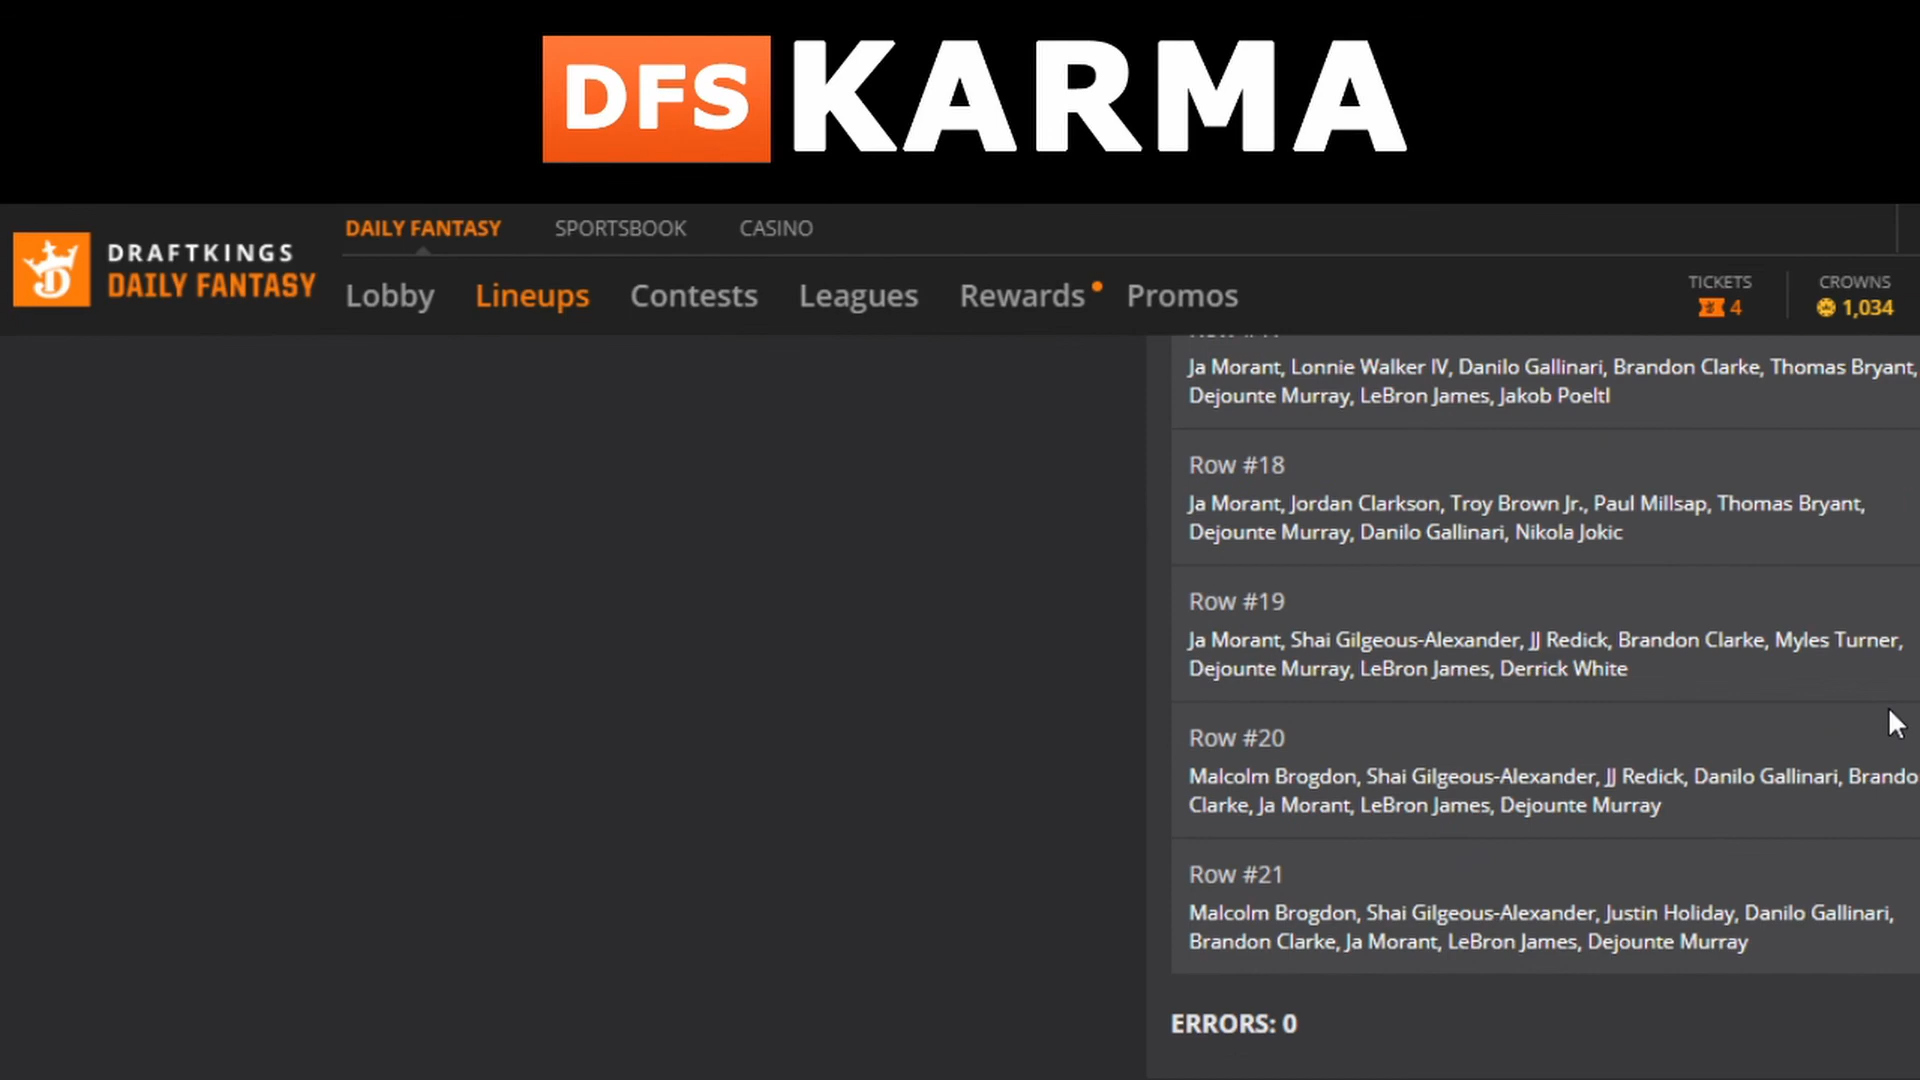 DFS KARMA
DAILY FANTASY SPORTSBOOK CASINO
DRAFTKINGS
DAILY FANTASY
Lobby Lineups Contests Leagues Rewards Promos
TICKETS
4
CROWNS
1,034
Ja Morant, Lonnie Walker IV, Danilo Gallinari, Brandon Clarke, Thomas Bryant,
Dejounte Murray, LeBron James, Jakob Poeltl
Row #18
Ja Morant, Jordan Clarkson, Troy Brown Jr., Paul Millsap, Thomas Bryant,
Dejounte Murray, Danilo Gallinari, Nikola Jokic
Row #19
Ja Morant, Shai Gilgeous-Alexander, JJ Redick, Brandon Clarke, Myles Turner,
Dejounte Murray, LeBron James, Derrick White
Row #20
Malcolm Brogdon, Shai Gilgeous-Alexander, JJ Redick, Danilo Gallinari, Brando
Clarke, Ja Morant, LeBron James, Dejounte Murray
Row #21
Malcolm Brogdon, Shai Gilgeous-Alexander, Justin Holiday, Danilo Gallinari,
Brandon Clarke, Ja Morant, LeBron James, Dejounte Murray
ERRORS: 0